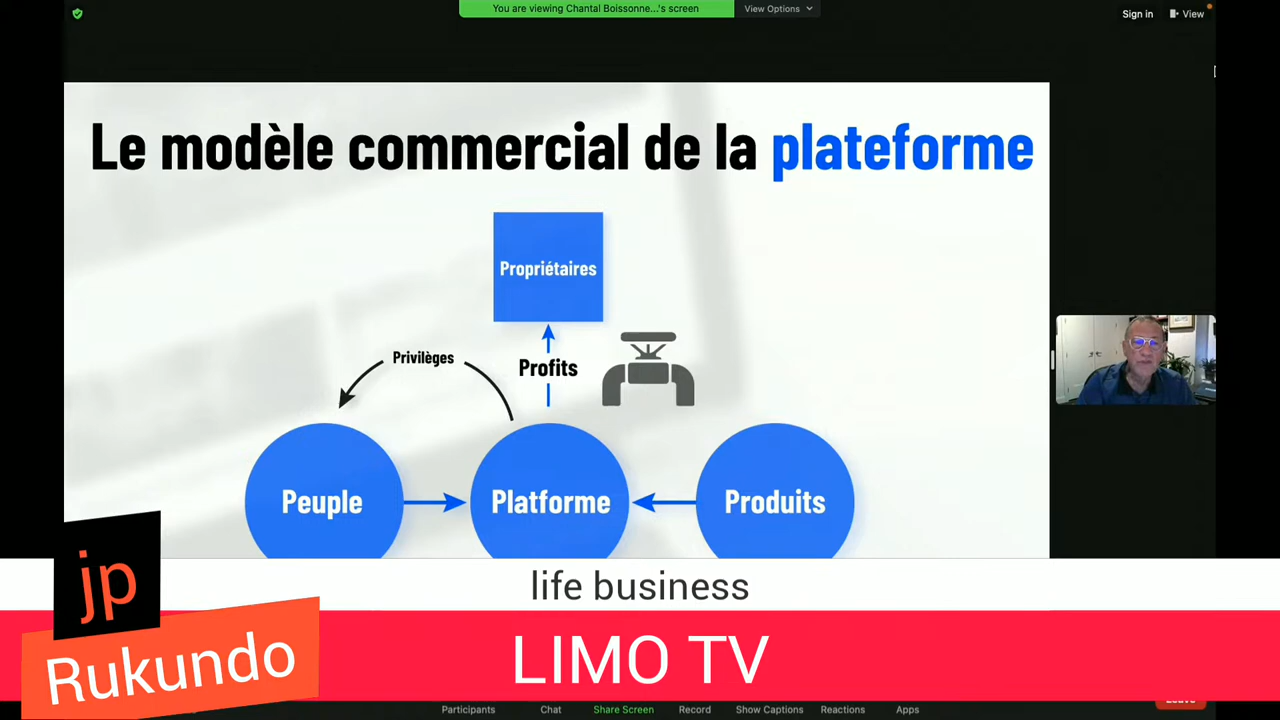 You are viewing Chantal Boissonne...'s screen
View Options
Sign in
View
Le modèle commercial de la plateforme
Propriétaires
Privilèges
Profits
Peuple
Platforme
Produits
life business
jp
Rukundo
LIMO TV
Participants
Chat
Share Screen
Record
Show Captions
Reactions
Apps
Leave